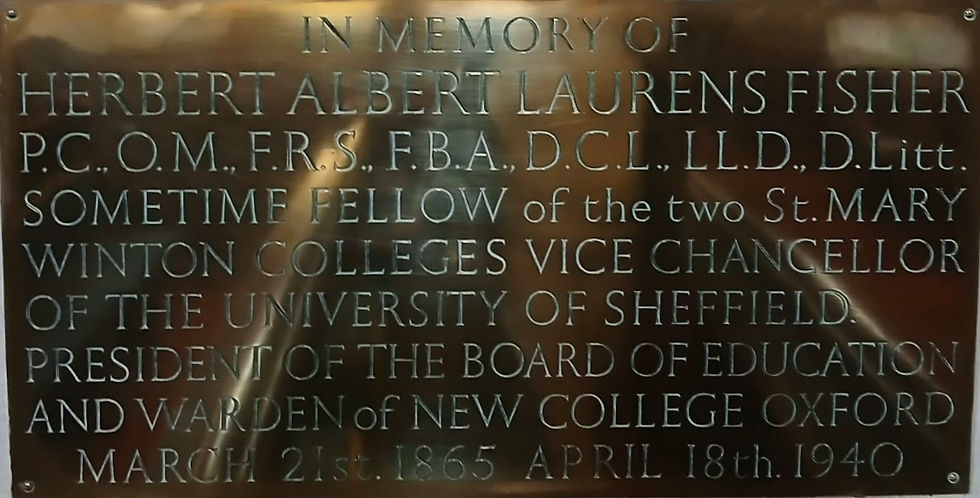 IN MEMORY OF
HERBERT ALBERT LAURENS FISHER
P.C., O.M., F.R.S., F.B.A., D.C.L., LL.D., D.Litt.
SOMETIME FELLOW of the two St. MARY
WINTON COLLEGES VICE CHANCELLOR
OF THE UNIVERSITY OF SHEFFIELD.
PRESIDENT OF THE BOARD OF EDUCATION
AND WARDEN of NEW COLLEGE OXFORD
MARCH 21st. 1865 APRIL 18th. 1940